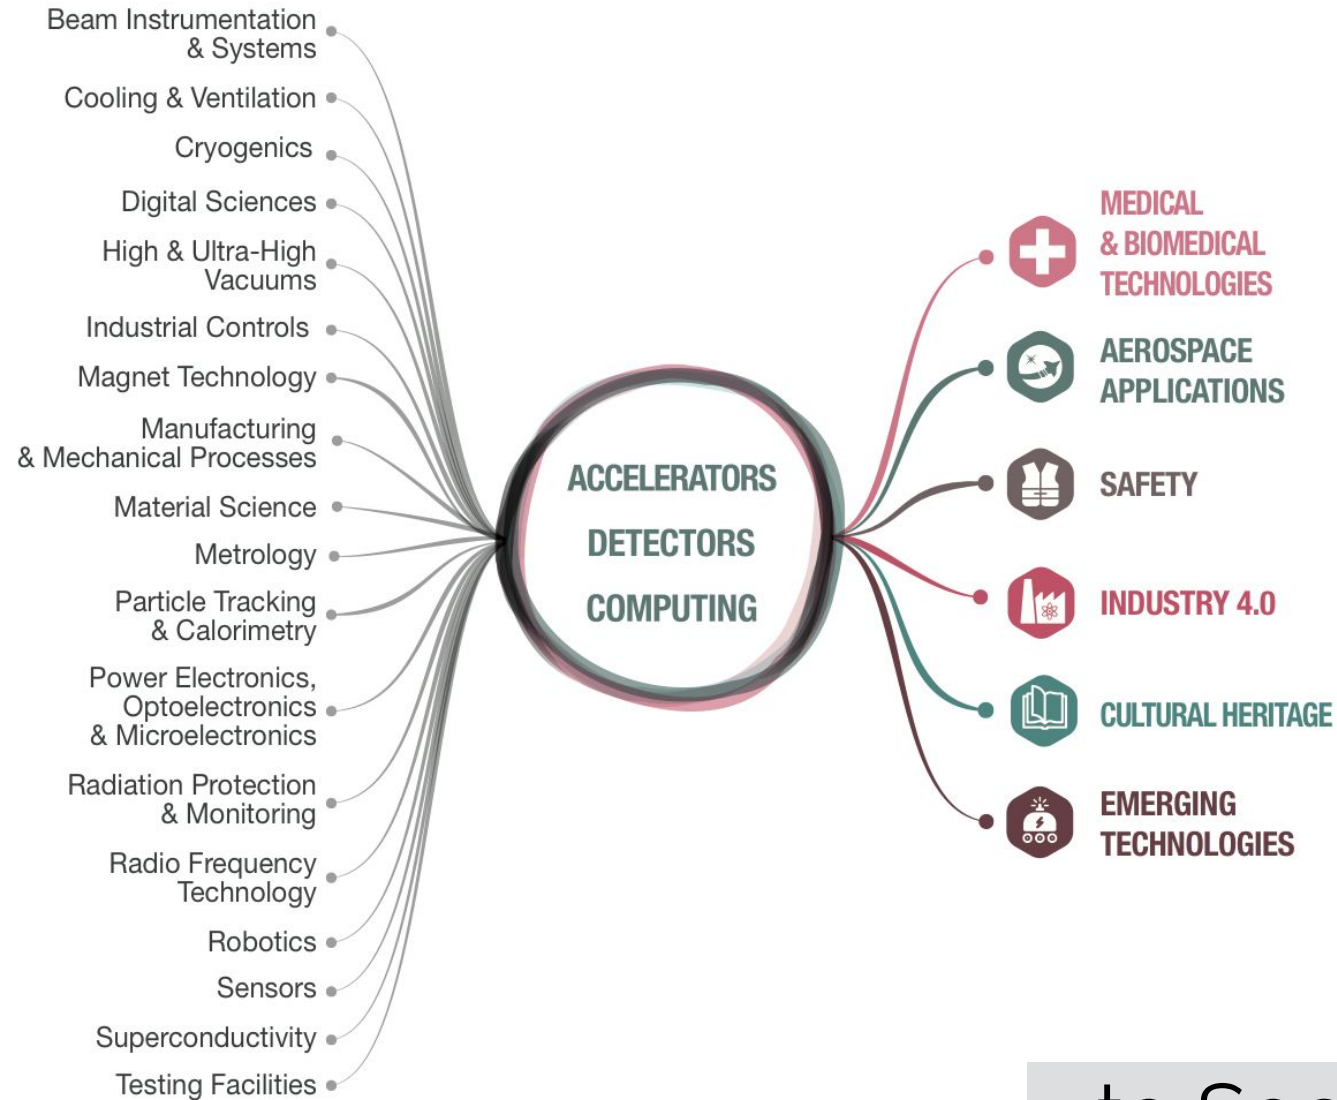 Beam Instrumentation
& Systems
Cooling & Ventilation
Cryogenics
Digital Sciences
High & Ultra-High
Vacuums
Industrial Controls
Magnet Technology
Manufacturing
& Mechanical Processes
Material Science
Metrology
Particle Tracking
& Calorimetry
Power Electronics,
Optoelectronics
& Microelectronics
Radiation Protection
& Monitoring
Radio Frequency
Technology
Robotics
Sensors
Superconductivity
Testing Facilities
ACCELERATORS
DETECTORS
COMPUTING
MEDICAL
& BIOMEDICAL
TECHNOLOGIES
AEROSPACE
APPLICATIONS
SAFETY
INDUSTRY 4.0
CULTURAL HERITAGE
EMERGING
TECHNOLOGIES
to